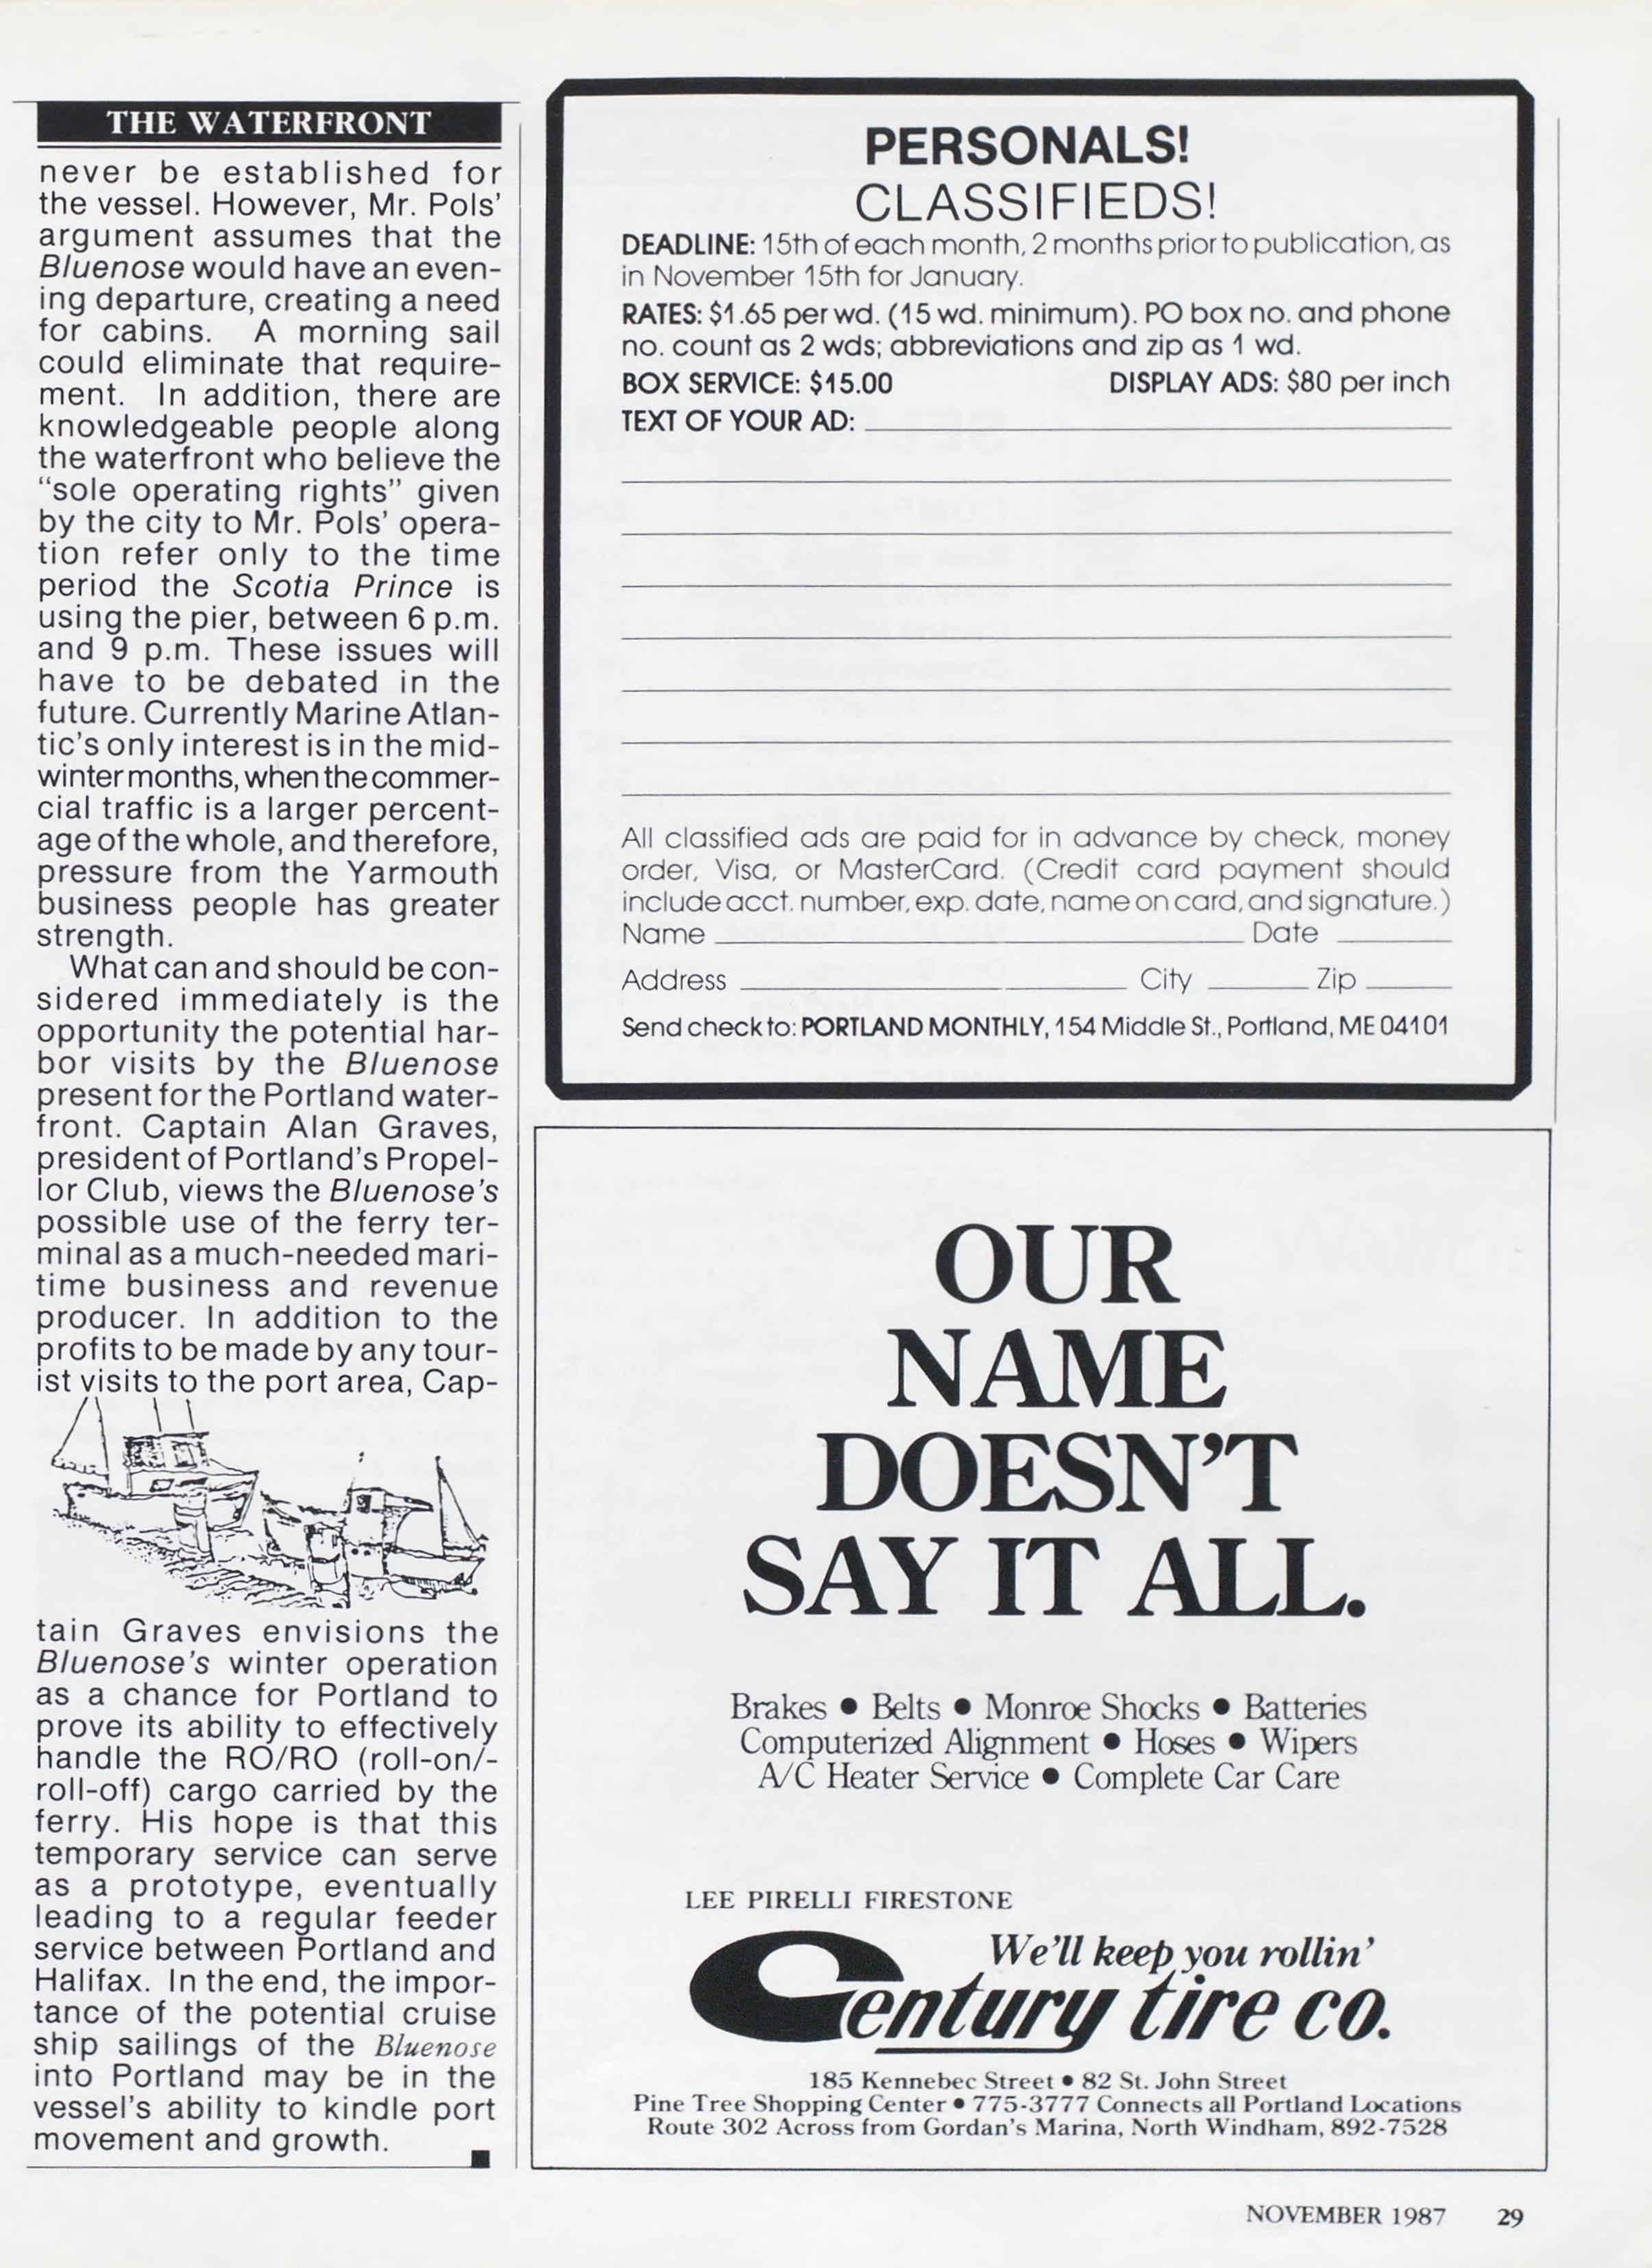 THE WATERFRONT
never be established for
the vessel. However, Mr. Pols'
argument assumes that the
Bluenose would have an even-
ing departure, creating a need
for cabins. A morning sail
could eliminate that require-
ment. In addition, there are
knowledgeable people along
the waterfront who believe the
“sole operating rights” given
by the city to Mr. Pols' opera-
tion refer only to the time
period the Scotia Prince is
using the pier, between 6 p.m.
and 9 p.m. These issues will
have to be debated in the
future. Currently Marine Atlan-
tic's only interest is in the mid-
winter months, when the commer-
cial traffic is a larger percent-
age of the whole, and therefore,
pressure from the Yarmouth
business people has greater
strength.
What can and should be con-
sidered immediately is the
opportunity the potential har-
bor visits by the Bluenose
present for the Portland water-
front. Captain Alan Graves,
president of Portland's Propel-
lor Club, views the Bluenose's
possible use of the ferry ter-
minal as a much-needed mari-
time business and revenue
producer. In addition to the
profits to be made by any tour-
ist visits to the port area, Cap-
tain Graves envisions the
Bluenose's winter operation
as a chance for Portland to
prove its ability to effectively
handle the RO/RO (roll-on/-
roll-off) cargo carried by the
ferry. His hope is that this
temporary service can serve
as a prototype, eventually
leading to a regular feeder
service between Portland and
Halifax. In the end, the impor-
tance of the potential cruise
ship sailings of the Bluenose
into Portland may be in the
vessel's ability to kindle port
movement and growth.
PERSONALS!
CLASSIFIEDS!
DEADLINE: 15th of each month, 2 months prior to publication, as
in November 15th for January.
RATES: $1.65 per wd. (15 wd. minimum). PO box no. and phone
no. count as 2 wds; abbreviations and zip as 1 wd.
BOX SERVICE: $15.00 DISPLAY ADS: $80 per inch
TEXT OF YOUR AD:
All classified ads are paid for in advance by check, money
order, Visa, or MasterCard. (Credit card payment should
include acct. number, exp. date, name on card, and signature.)
Name Date
Address City Zip
Send check to: PORTLAND MONTHLY, 154 Middle St., Portland, ME 04101
OUR
NAME
DOESN'T
SAY IT ALL.
Brakes ● Belts ● Monroe Shocks ● Batteries
Computerized Alignment ● Hoses ● Wipers
A/C Heater Service ● Complete Car Care
LEE PIRELLI FIRESTONE
We'll keep you rollin'
Century tire co.
185 Kennebec Street ● 82 St. John Street
Pine Tree Shopping Center ● 775-3777 Connects all Portland Locations
Route 302 Across from Gordan's Marina, North Windham, 892-7528
NOVEMBER 1987 29